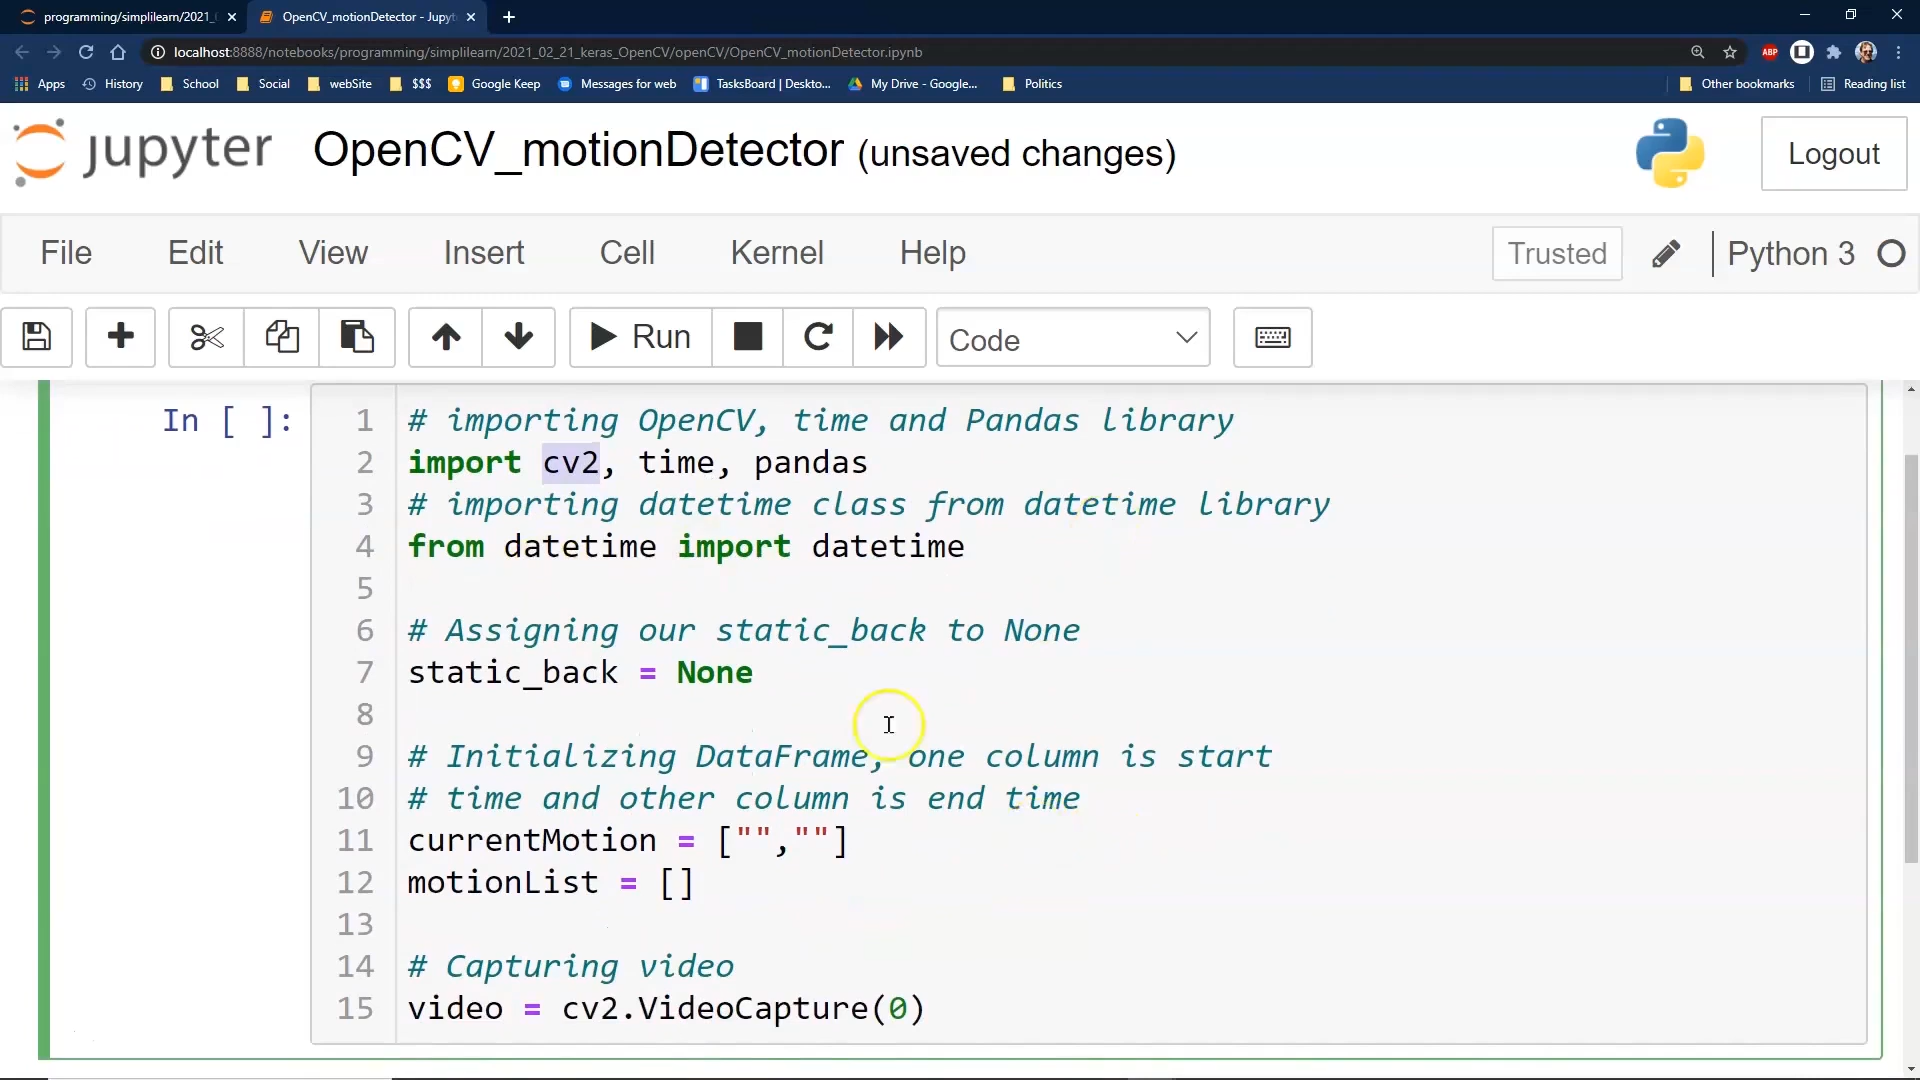 programming/simplilearn/2021_
OpenCV_motionDetector - Jupyt
localhost:8888/notebooks/programming/simplilearn/2021_02_21_keras_OpenCV/openCV/OpenCV_motionDetector.ipynb
ABP
Apps History School Social webSite $$$ Google Keep Messages for web TasksBoard | Deskto... My Drive - Google... Politics Other bookmarks Reading list
jupyter OpenCV_motionDetector (unsaved changes) Logout
File Edit View Insert Cell Kernel Help Trusted Python 3
Run Code
In [ ]:
1 # importing OpenCV, time and Pandas library
2 import cv2, time, pandas
3 # importing datetime class from datetime library
4 from datetime import datetime
5
6 # Assigning our static_back to None
7 static_back = None
8
9 # Initializing DataFrame, one column is start
10 # time and other column is end time
11 currentMotion = ["",""]
12 motionList = []
13
14 # Capturing video
15 video = cv2.VideoCapture(0)